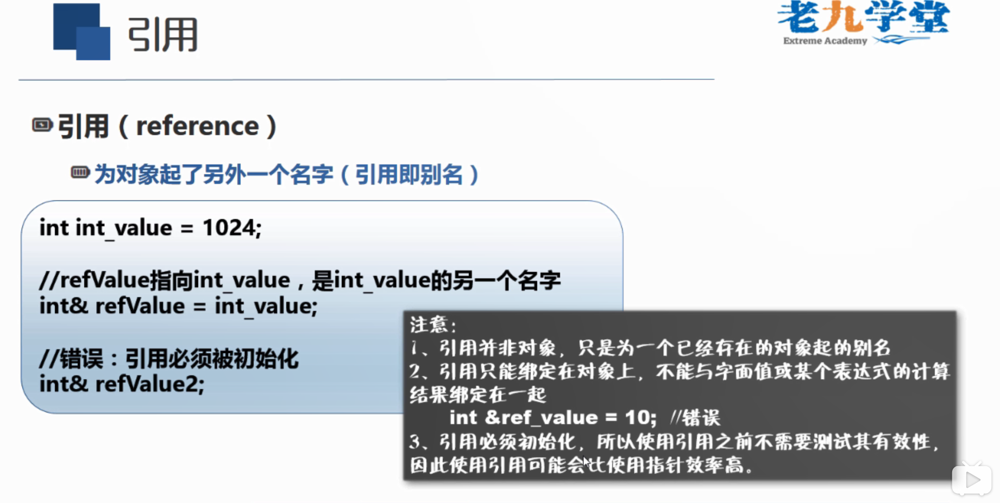 引用
老九学堂
Extreme Academy
引用（reference）
为对象起了另外一个名字（引用即别名）
int int_value = 1024;
//refValue指向int_value，是int_value的另一个名字
int& refValue = int_value;
//错误：引用必须被初始化
int& refValue2;
注意：
1、引用并非对象，只是为一个已经存在的对象起的别名
2、引用只能绑定在对象上，不能与字面值或某个表达式的计算
结果绑定在一起
int &ref_value = 10; //错误
3、引用必须初始化，所以使用引用之前不需要测试其有效性，
因此使用引用可能会比使用指针效率高。